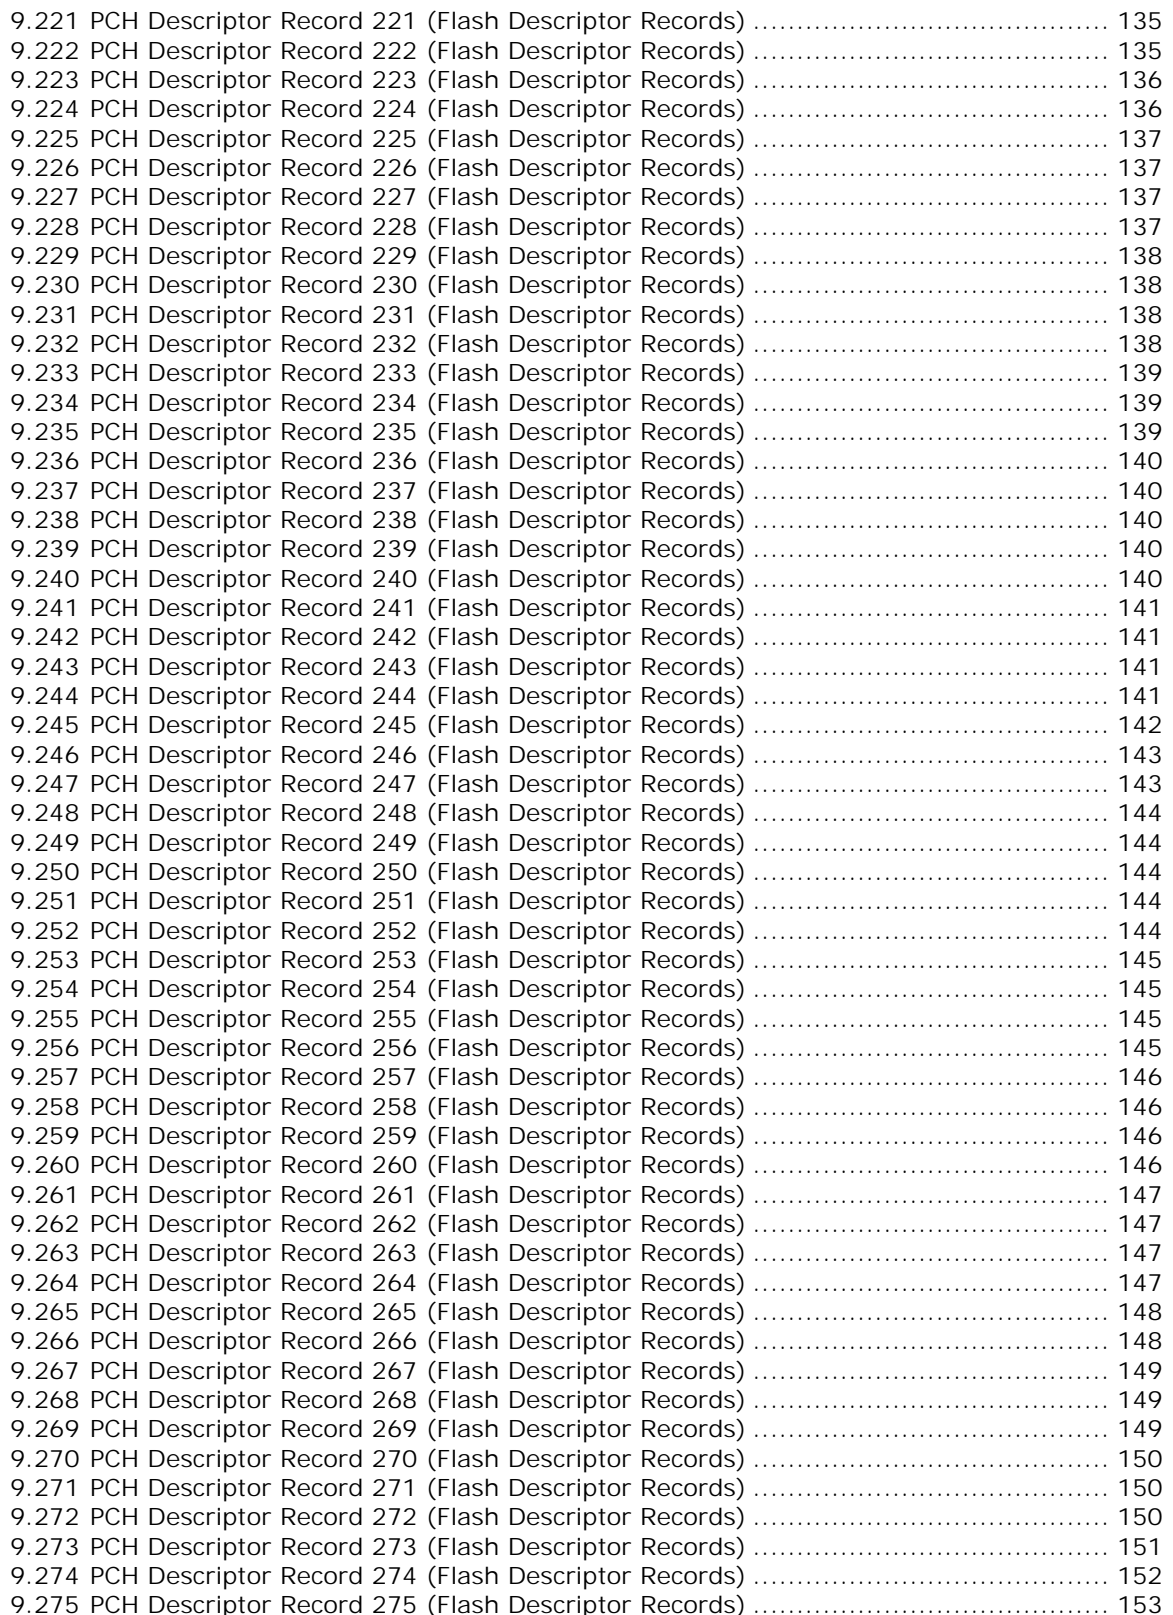 9.221 PCH Descriptor Record 221 (Flash Descriptor Records) ........................................ 135
9.222 PCH Descriptor Record 222 (Flash Descriptor Records) ........................................ 135
9.223 PCH Descriptor Record 223 (Flash Descriptor Records) ........................................ 136
9.224 PCH Descriptor Record 224 (Flash Descriptor Records) ........................................ 136
9.225 PCH Descriptor Record 225 (Flash Descriptor Records) ........................................ 137
9.226 PCH Descriptor Record 226 (Flash Descriptor Records) ........................................ 137
9.227 PCH Descriptor Record 227 (Flash Descriptor Records) ........................................ 137
9.228 PCH Descriptor Record 228 (Flash Descriptor Records) ........................................ 137
9.229 PCH Descriptor Record 229 (Flash Descriptor Records) ........................................ 138
9.230 PCH Descriptor Record 230 (Flash Descriptor Records) ........................................ 138
9.231 PCH Descriptor Record 231 (Flash Descriptor Records) ........................................ 138
9.232 PCH Descriptor Record 232 (Flash Descriptor Records) ........................................ 138
9.233 PCH Descriptor Record 233 (Flash Descriptor Records) ........................................ 139
9.234 PCH Descriptor Record 234 (Flash Descriptor Records) ........................................ 139
9.235 PCH Descriptor Record 235 (Flash Descriptor Records) ........................................ 139
9.236 PCH Descriptor Record 236 (Flash Descriptor Records) ........................................ 140
9.237 PCH Descriptor Record 237 (Flash Descriptor Records) ........................................ 140
9.238 PCH Descriptor Record 238 (Flash Descriptor Records) ........................................ 140
9.239 PCH Descriptor Record 239 (Flash Descriptor Records) ........................................ 140
9.240 PCH Descriptor Record 240 (Flash Descriptor Records) ........................................ 140
9.241 PCH Descriptor Record 241 (Flash Descriptor Records) ........................................ 141
9.242 PCH Descriptor Record 242 (Flash Descriptor Records) ........................................ 141
9.243 PCH Descriptor Record 243 (Flash Descriptor Records) ........................................ 141
9.244 PCH Descriptor Record 244 (Flash Descriptor Records) ........................................ 141
9.245 PCH Descriptor Record 245 (Flash Descriptor Records) ........................................ 142
9.246 PCH Descriptor Record 246 (Flash Descriptor Records) ........................................ 143
9.247 PCH Descriptor Record 247 (Flash Descriptor Records) ........................................ 143
9.248 PCH Descriptor Record 248 (Flash Descriptor Records) ........................................ 144
9.249 PCH Descriptor Record 249 (Flash Descriptor Records) ........................................ 144
9.250 PCH Descriptor Record 250 (Flash Descriptor Records) ........................................ 144
9.251 PCH Descriptor Record 251 (Flash Descriptor Records) ........................................ 144
9.252 PCH Descriptor Record 252 (Flash Descriptor Records) ........................................ 144
9.253 PCH Descriptor Record 253 (Flash Descriptor Records) ........................................ 145
9.254 PCH Descriptor Record 254 (Flash Descriptor Records) ........................................ 145
9.255 PCH Descriptor Record 255 (Flash Descriptor Records) ........................................ 145
9.256 PCH Descriptor Record 256 (Flash Descriptor Records) ........................................ 145
9.257 PCH Descriptor Record 257 (Flash Descriptor Records) ........................................ 146
9.258 PCH Descriptor Record 258 (Flash Descriptor Records) ........................................ 146
9.259 PCH Descriptor Record 259 (Flash Descriptor Records) ........................................ 146
9.260 PCH Descriptor Record 260 (Flash Descriptor Records) ........................................ 146
9.261 PCH Descriptor Record 261 (Flash Descriptor Records) ........................................ 147
9.262 PCH Descriptor Record 262 (Flash Descriptor Records) ........................................ 147
9.263 PCH Descriptor Record 263 (Flash Descriptor Records) ........................................ 147
9.264 PCH Descriptor Record 264 (Flash Descriptor Records) ........................................ 147
9.265 PCH Descriptor Record 265 (Flash Descriptor Records) ........................................ 148
9.266 PCH Descriptor Record 266 (Flash Descriptor Records) ........................................ 148
9.267 PCH Descriptor Record 267 (Flash Descriptor Records) ........................................ 149
9.268 PCH Descriptor Record 268 (Flash Descriptor Records) ........................................ 149
9.269 PCH Descriptor Record 269 (Flash Descriptor Records) ........................................ 149
9.270 PCH Descriptor Record 270 (Flash Descriptor Records) ........................................ 150
9.271 PCH Descriptor Record 271 (Flash Descriptor Records) ........................................ 150
9.272 PCH Descriptor Record 272 (Flash Descriptor Records) ........................................ 150
9.273 PCH Descriptor Record 273 (Flash Descriptor Records) ........................................ 151
9.274 PCH Descriptor Record 274 (Flash Descriptor Records) ........................................ 152
9.275 PCH Descriptor Record 275 (Flash Descriptor Records) ........................................ 153